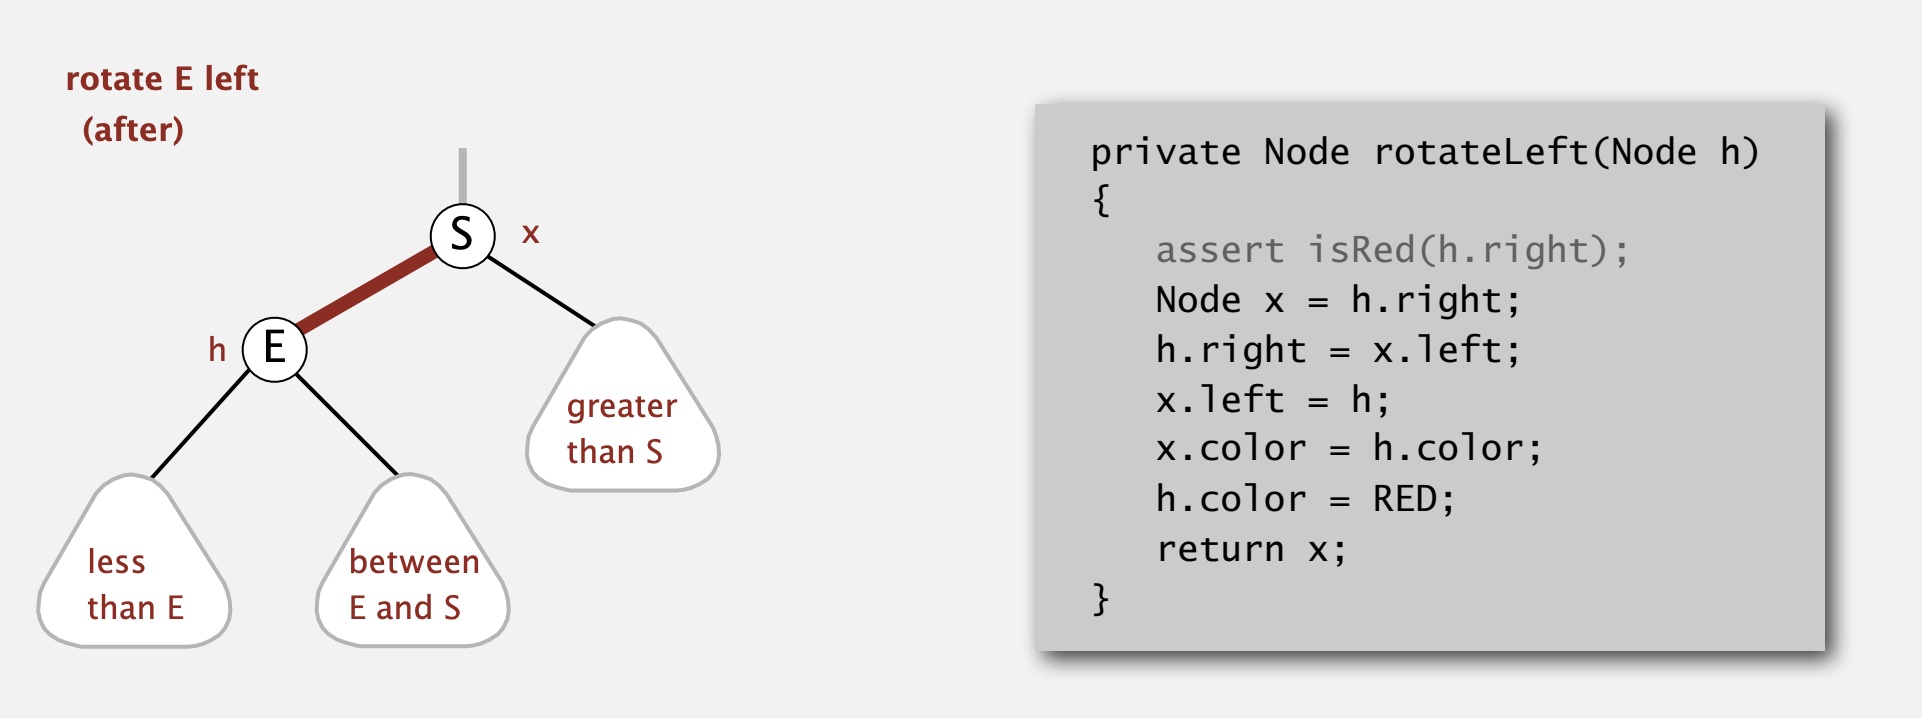 rotate E left
(after)
S
x
h
E
greater
than S
less
than E
between
E and S
private Node rotateLeft(Node h)
{
   assert isRed(h.right);
   Node x = h.right;
   h.right = x.left;
   x.left = h;
   x.color = h.color;
   h.color = RED;
   return x;
}